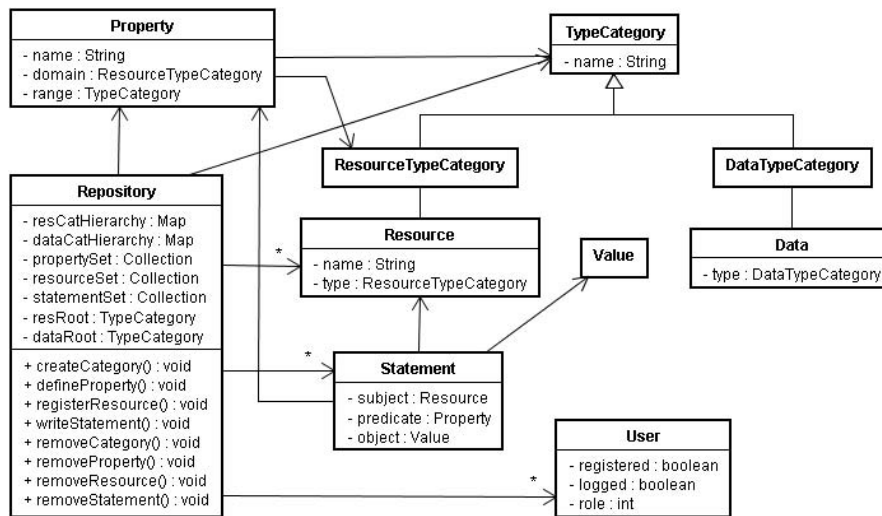 Property
- name : String
- domain : ResourceTypeCategory
- range : TypeCategory
TypeCategory
- name : String
ResourceTypeCategory
DataTypeCategory
Repository
- resCatHierarchy : Map
- dataCatHierarchy : Map
- propertySet : Collection
- resourceSet : Collection
- statementSet : Collection
- resRoot : TypeCategory
- dataRoot : TypeCategory
+ createCategory() : void
+ defineProperty() : void
+ registerResource() : void
+ writeStatement() : void
+ removeCategory() : void
+ removeProperty() : void
+ removeResource() : void
+ removeStatement() : void
*
Resource
- name : String
- type : ResourceTypeCategory
Value
Data
- type : DataTypeCategory
*
Statement
- subject : Resource
- predicate : Property
- object : Value
*
User
- registered : boolean
- logged : boolean
- role : int